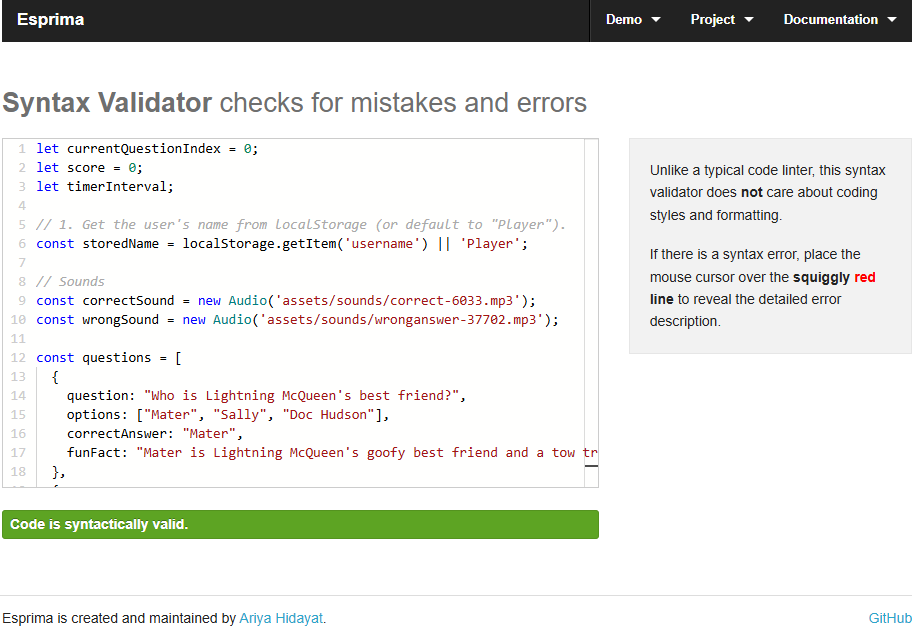 Esprima
Demo
Project
Documentation
Syntax Validator checks for mistakes and errors
1 let currentQuestionIndex = 0;
2 let score = 0;
3 let timerInterval;
4
5 // 1. Get the user's name from localStorage (or default to "Player").
6 const storedName = localStorage.getItem('username') || 'Player';
7
8 // Sounds
9 const correctSound = new Audio('assets/sounds/correct-6033.mp3');
10 const wrongSound = new Audio('assets/sounds/wronganswer-37702.mp3');
11
12 const questions = [
13 {
14 question: "Who is Lightning McQueen's best friend?",
15 options: ["Mater", "Sally", "Doc Hudson"],
16 correctAnswer: "Mater",
17 funFact: "Mater is Lightning McQueen's goofy best friend and a tow tr
18 },
Code is syntactically valid.
Unlike a typical code linter, this syntax
validator does not care about coding
styles and formatting.
If there is a syntax error, place the
mouse cursor over the squiggly red
line to reveal the detailed error
description.
Esprima is created and maintained by Ariya Hidayat.
GitHub